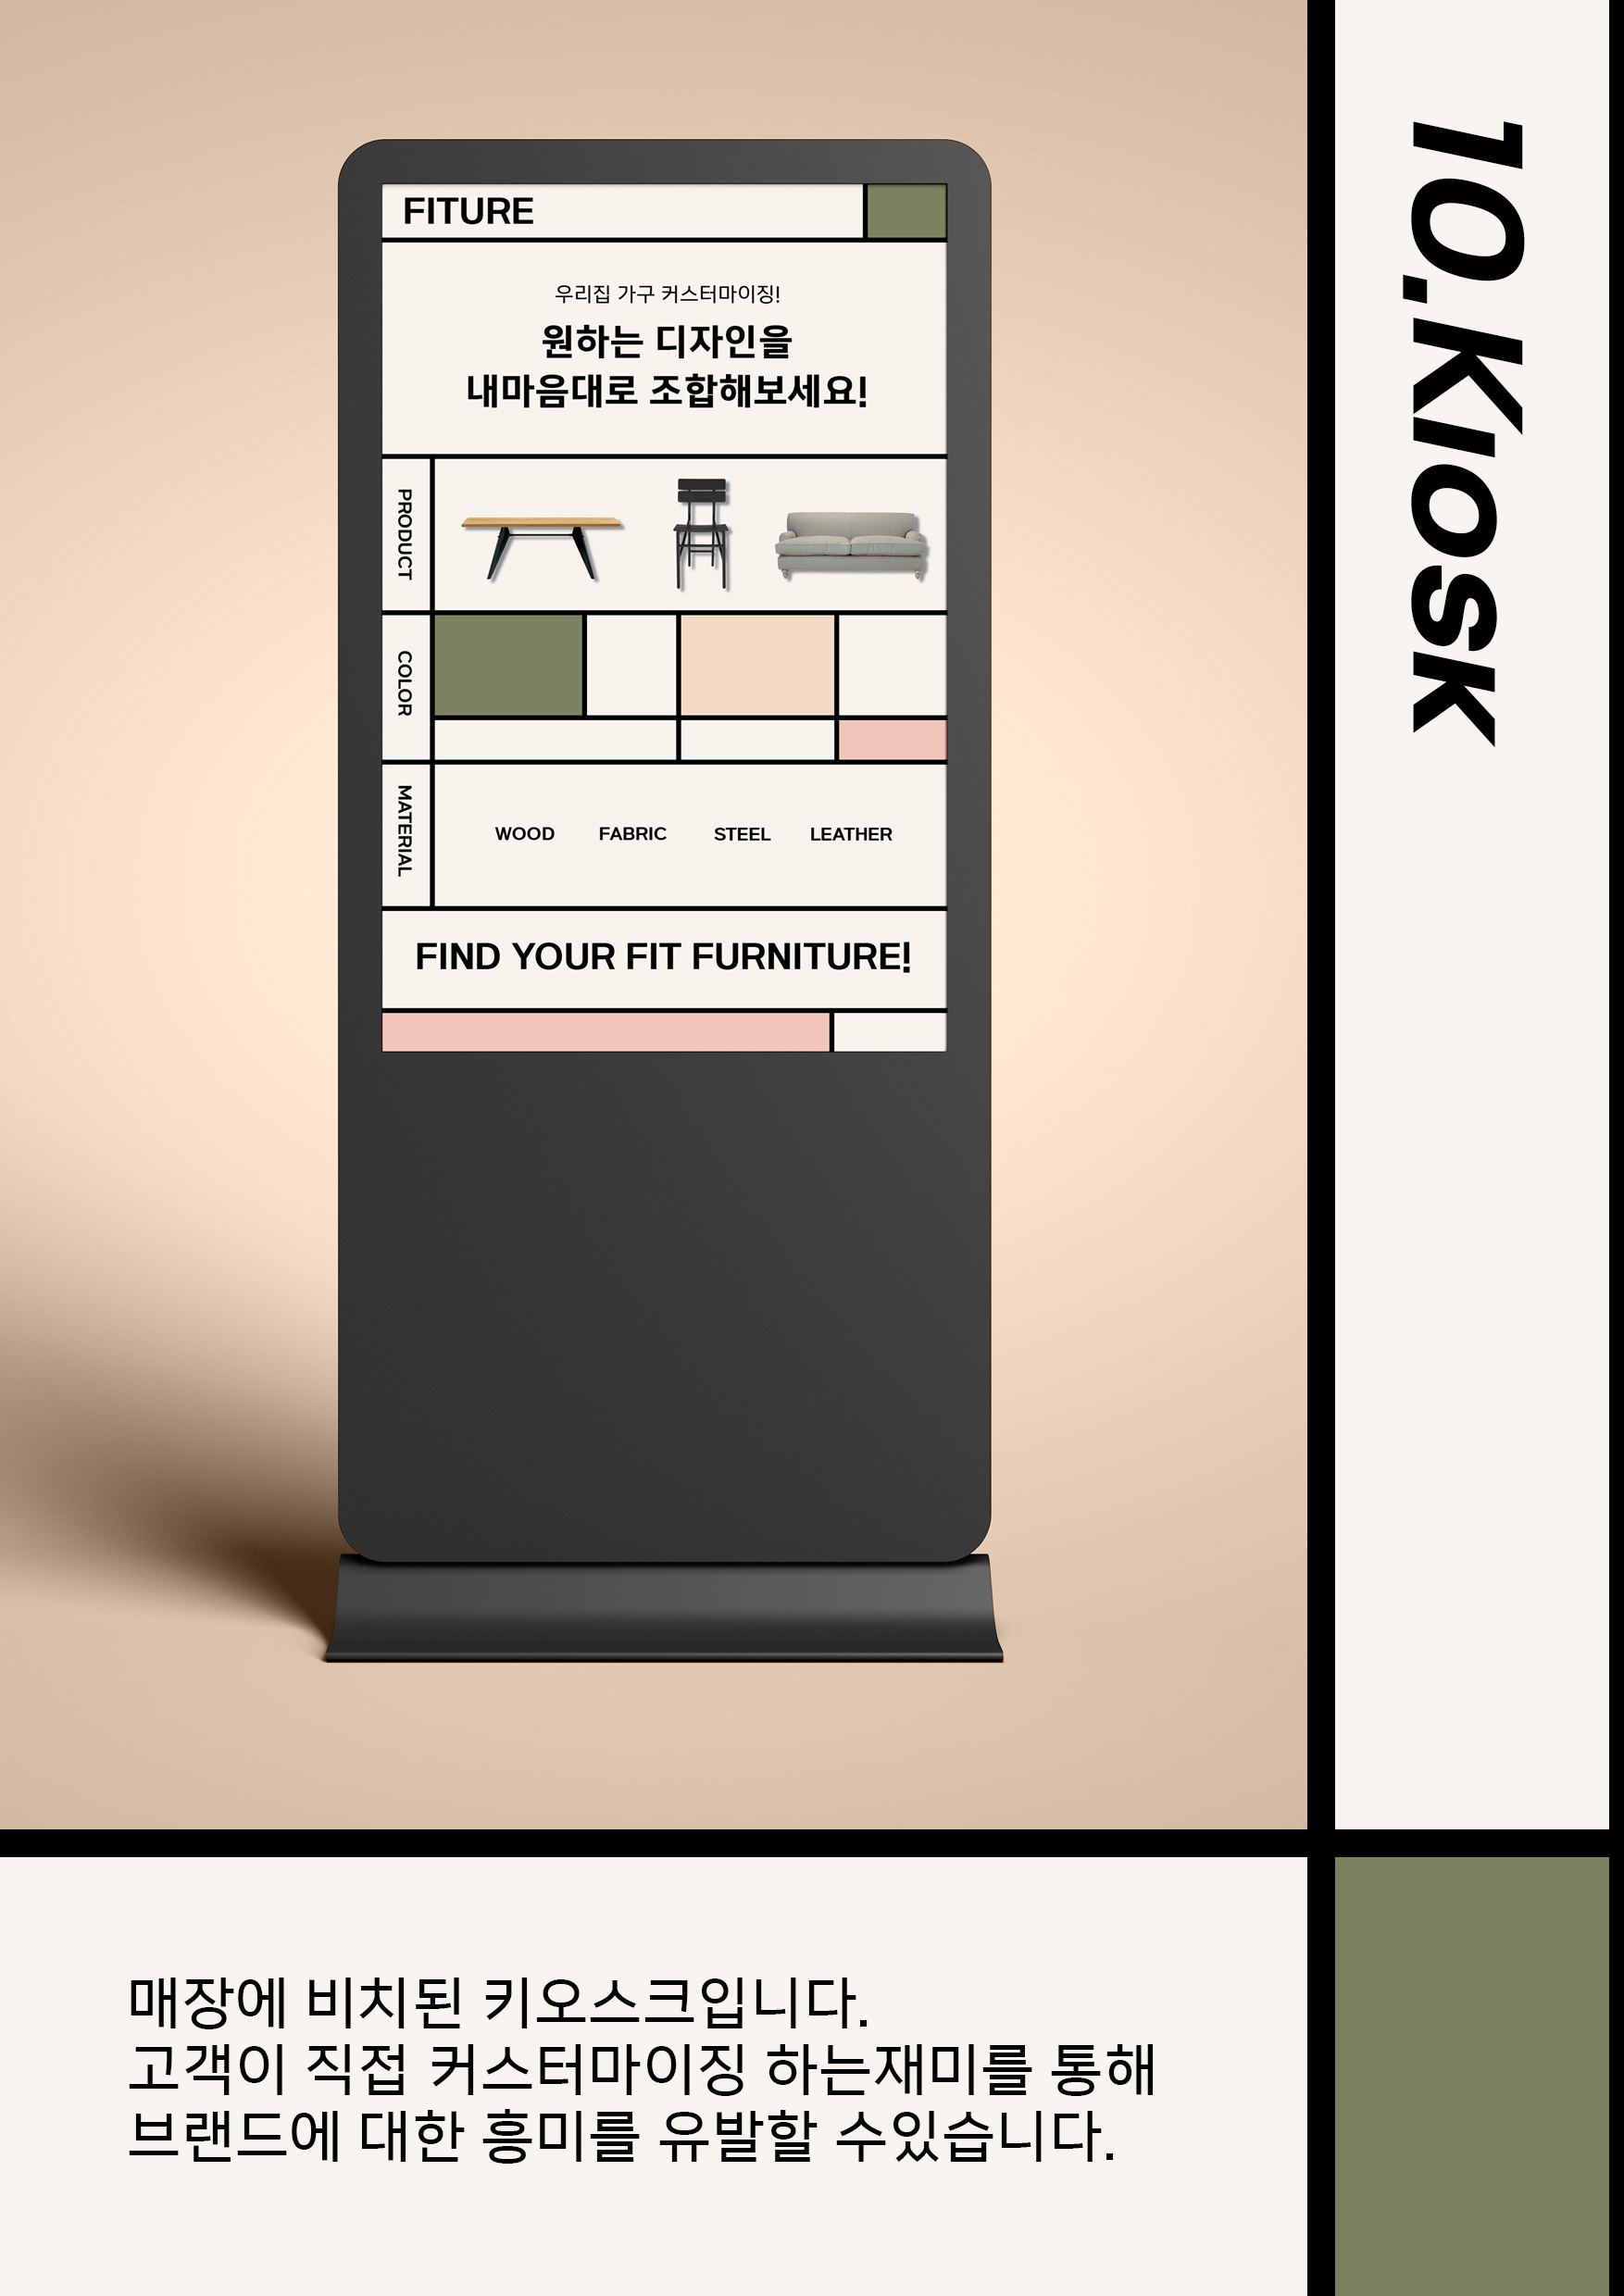 10.Kiosk
FITURE
우리집 가구 커스터마이징!
원하는 디자인을
내마음대로 조합해보세요!
PRODUCT
COLOR
MATERIAL
WOOD FABRIC STEEL LEATHER
FIND YOUR FIT FURNITURE!
매장에 비치된 키오스크입니다.
고객이 직접 커스터마이징 하는재미를 통해
브랜드에 대한 흥미를 유발할 수있습니다.